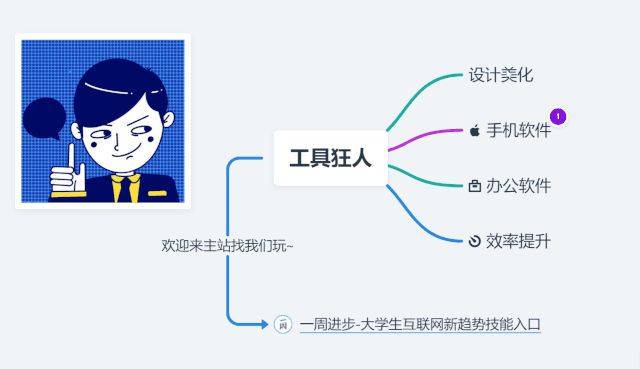 设计美化
1
手机软件
工具狂人
办公软件
效率提升
欢迎来主站找我们玩~
一周进步-大学生互联网新趋势技能入口